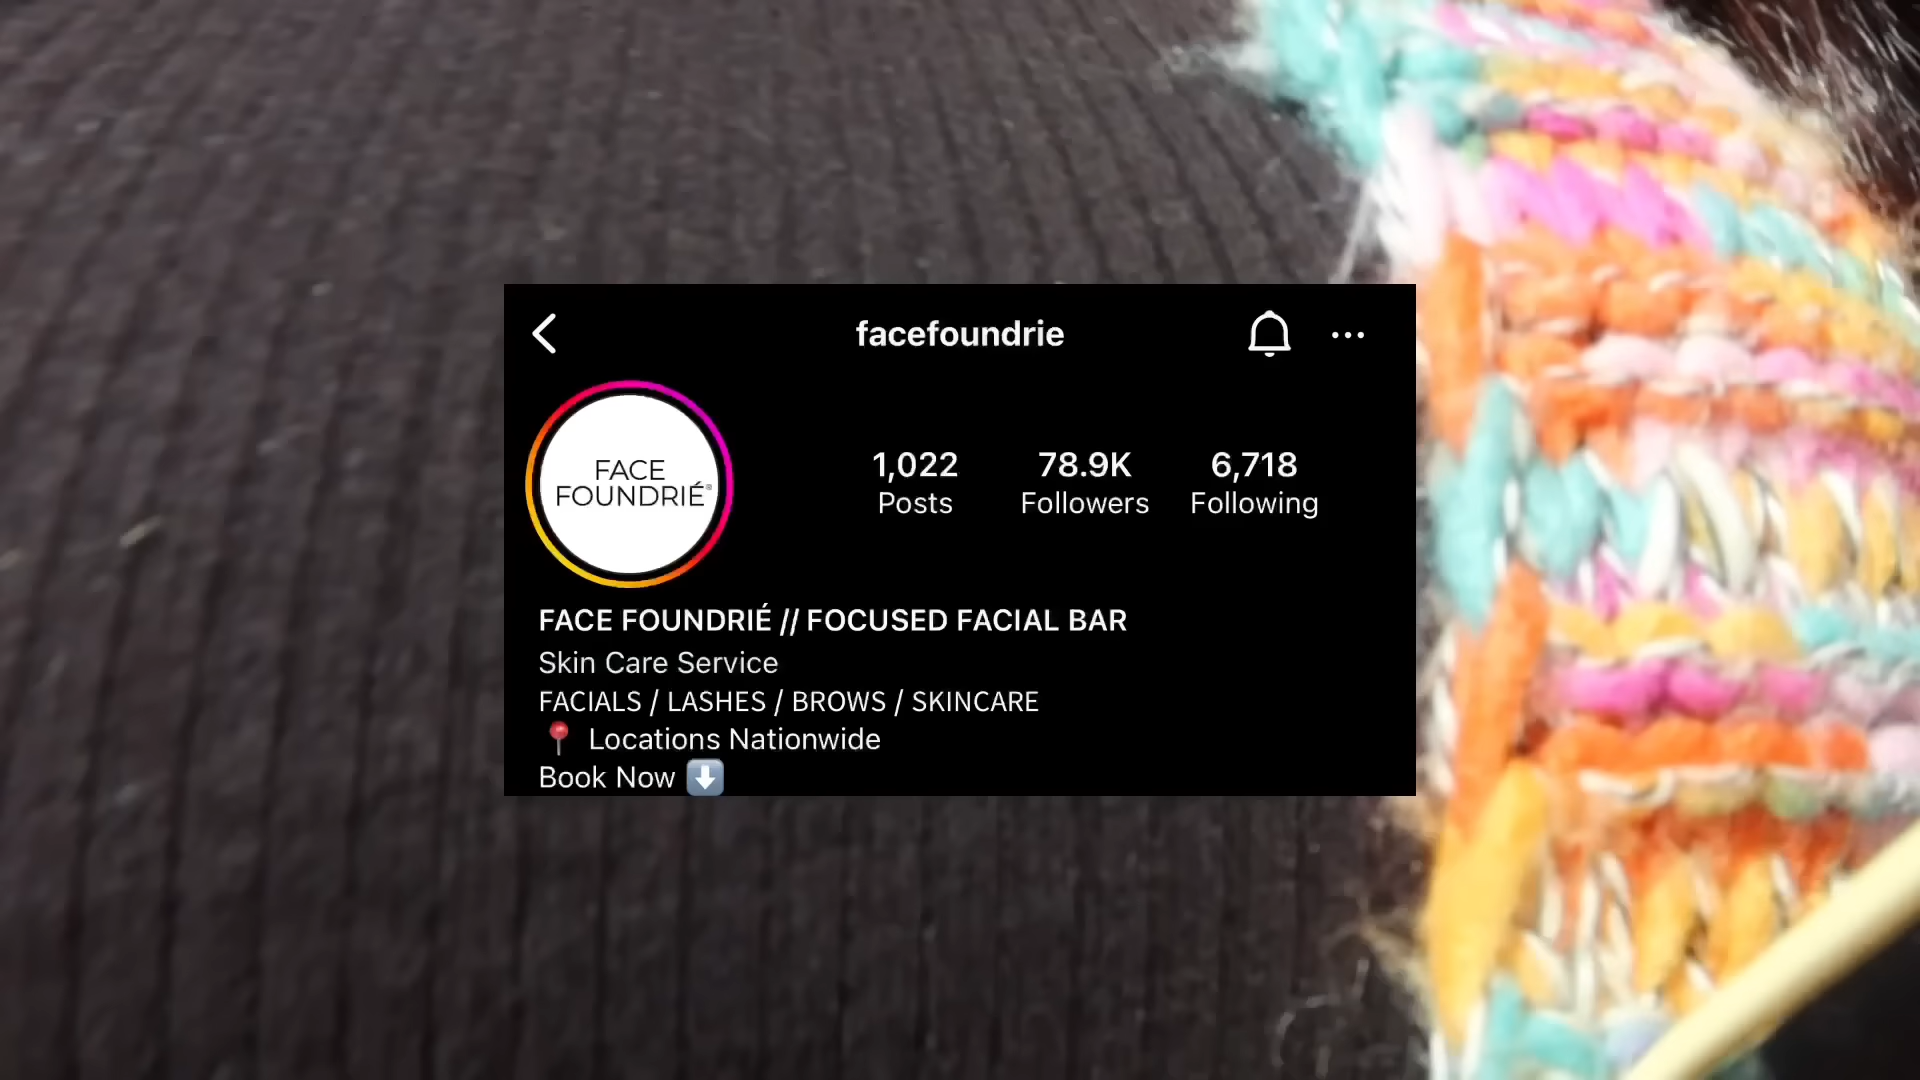 facefoundrie
FACE
FOUNDRIÉ®
1,022
Posts
78.9K
Followers
6,718
Following
FACE FOUNDRIÉ // FOCUSED FACIAL BAR
Skin Care Service
FACIALS / LASHES / BROWS / SKINCARE
📍 Locations Nationwide
Book Now ⬇️